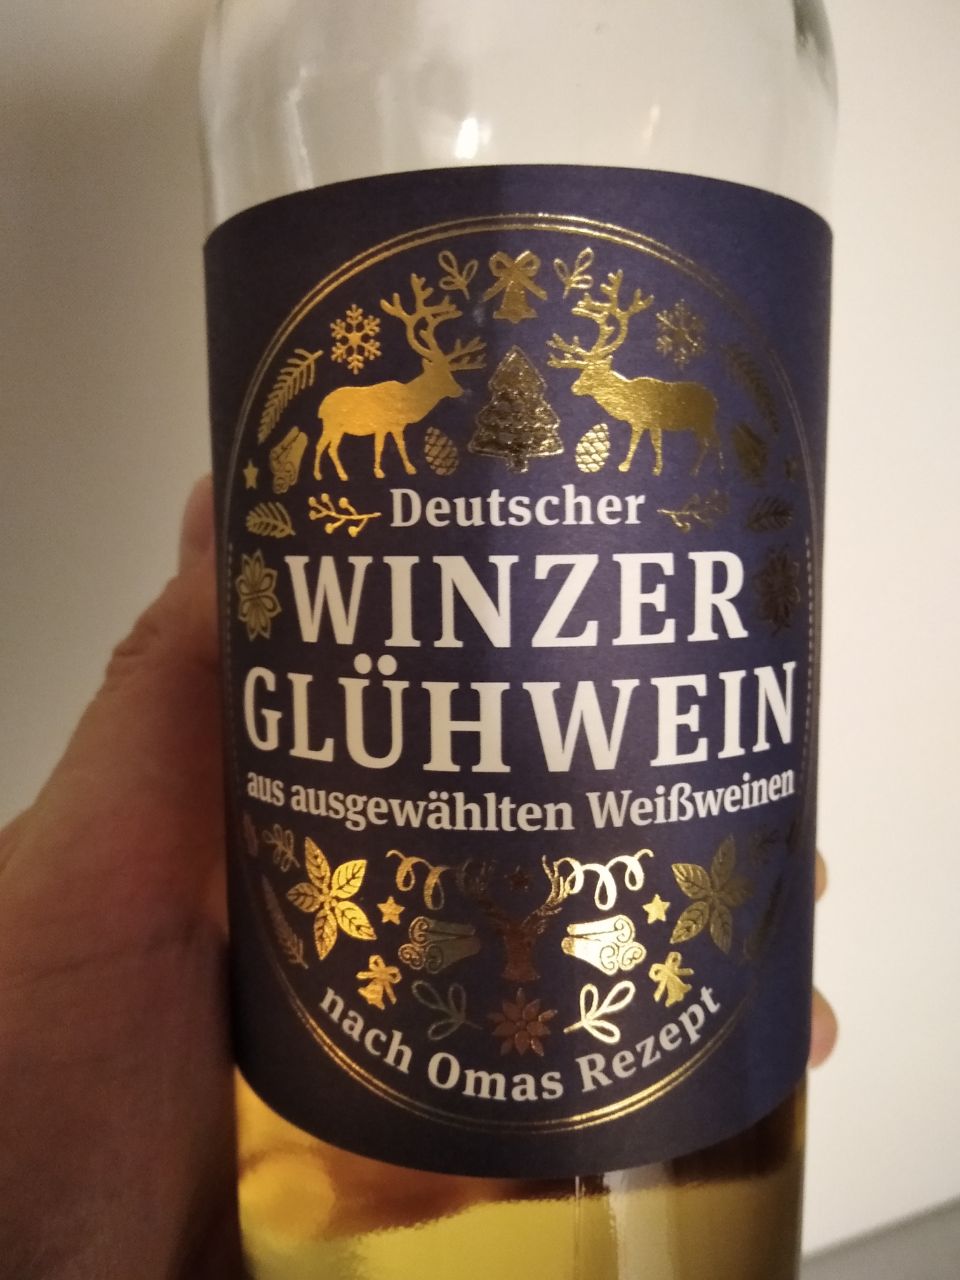 Deutscher
WINZER
GLÜHWEIN
aus ausgewählten Weißweinen
nach Omas Rezept